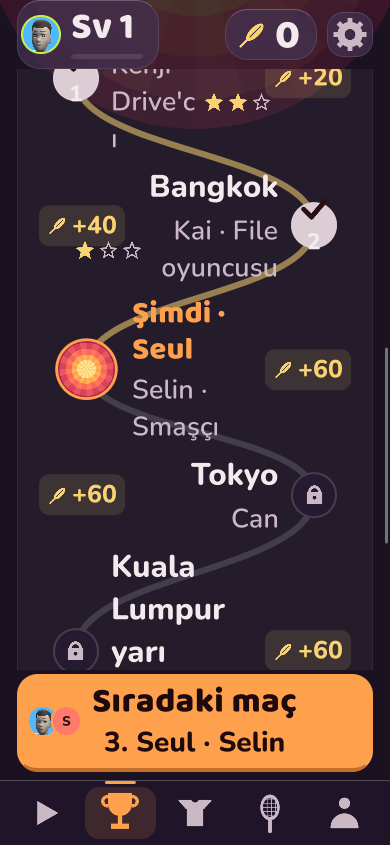 Sv 1
0
Kenji
+20
1
Drive'c
ı
Bangkok
+40
Kai · File
2
oyuncusu
Şimdi ·
Seul
+60
Selin ·
Smaşçı
Tokyo
+60
Can
Kuala
Lumpur
yarı
+60
S
Sıradaki maç
3. Seul · Selin